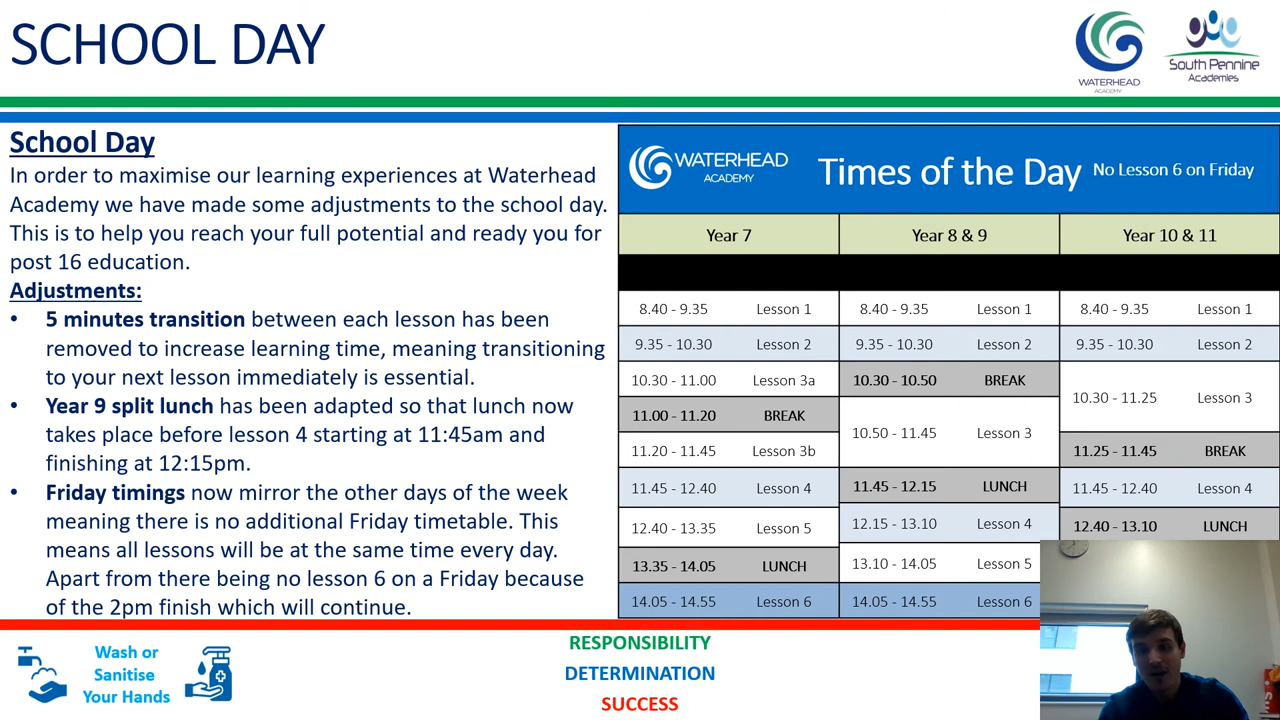 SCHOOL DAY
WATERHEAD
ACADEMY
South Pennine
Academies
School Day
In order to maximise our learning experiences at Waterhead
Academy we have made some adjustments to the school day.
This is to help you reach your full potential and ready you for
post 16 education.
Adjustments:
• 5 minutes transition between each lesson has been
removed to increase learning time, meaning transitioning
to your next lesson immediately is essential.
• Year 9 split lunch has been adapted so that lunch now
takes place before lesson 4 starting at 11:45am and
finishing at 12:15pm.
• Friday timings now mirror the other days of the week
meaning there is no additional Friday timetable. This
means all lessons will be at the same time every day.
Apart from there being no lesson 6 on a Friday because
of the 2pm finish which will continue.
WATERHEAD
ACADEMY
Times of the Day No Lesson 6 on Friday
Year 7 Year 8 & 9 Year 10 & 11
8.40 - 9.35 Lesson 1 8.40 - 9.35 Lesson 1 8.40 - 9.35 Lesson 1
9.35 - 10.30 Lesson 2 9.35 - 10.30 Lesson 2 9.35 - 10.30 Lesson 2
10.30 - 11.00 Lesson 3a 10.30 - 10.50 BREAK
10.30 - 11.25 Lesson 3
11.00 - 11.20 BREAK
10.50 - 11.45 Lesson 3
11.20 - 11.45 Lesson 3b 11.25 - 11.45 BREAK
11.45 - 12.40 Lesson 4 11.45 - 12.15 LUNCH 11.45 - 12.40 Lesson 4
12.40 - 13.35 Lesson 5 12.15 - 13.10 Lesson 4 12.40 - 13.10 LUNCH
13.35 - 14.05 LUNCH 13.10 - 14.05 Lesson 5
14.05 - 14.55 Lesson 6 14.05 - 14.55 Lesson 6
Wash or
Sanitise
Your Hands
RESPONSIBILITY
DETERMINATION
SUCCESS